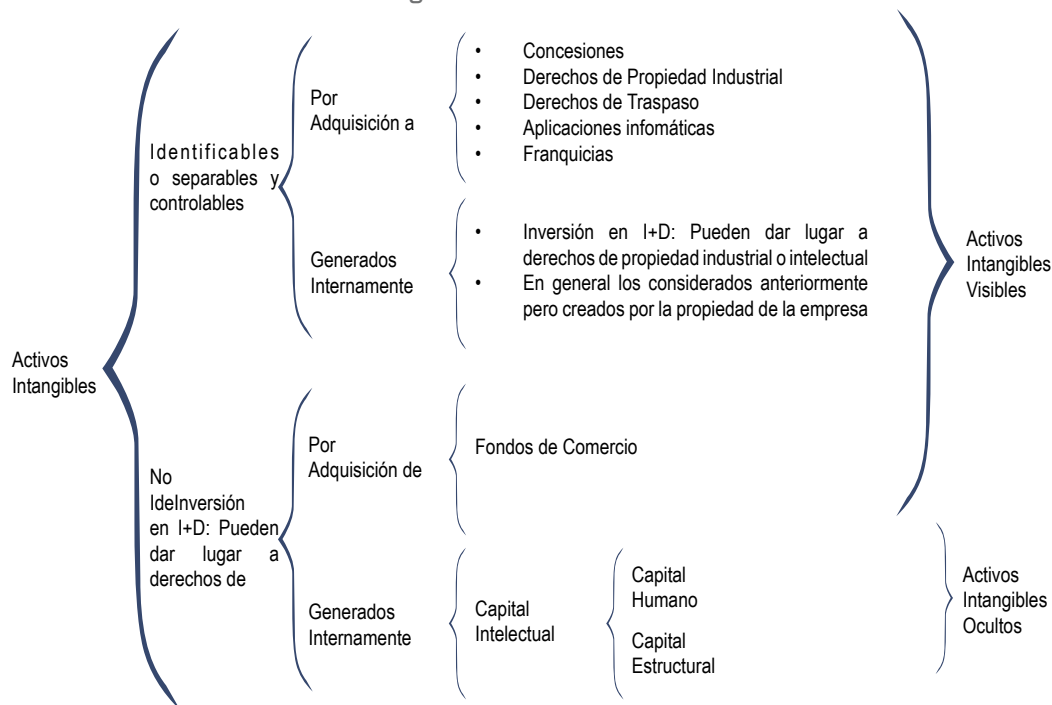 Activos
Intangibles
Identificables
o separables y
controlables
Por
Adquisición a
• Concesiones
• Derechos de Propiedad Industrial
• Derechos de Traspaso
• Aplicaciones infomáticas
• Franquicias
Generados
Internamente
• Inversión en I+D: Pueden dar lugar a
derechos de propiedad industrial o intelectual
• En general los considerados anteriormente
pero creados por la propiedad de la empresa
Activos
Intangibles
Visibles
No
IdeInversión
en I+D: Pueden
dar lugar a
derechos de
Por
Adquisición de
Fondos de Comercio
Generados
Internamente
Capital
Intelectual
Capital
Humano
Capital
Estructural
Activos
Intangibles
Ocultos